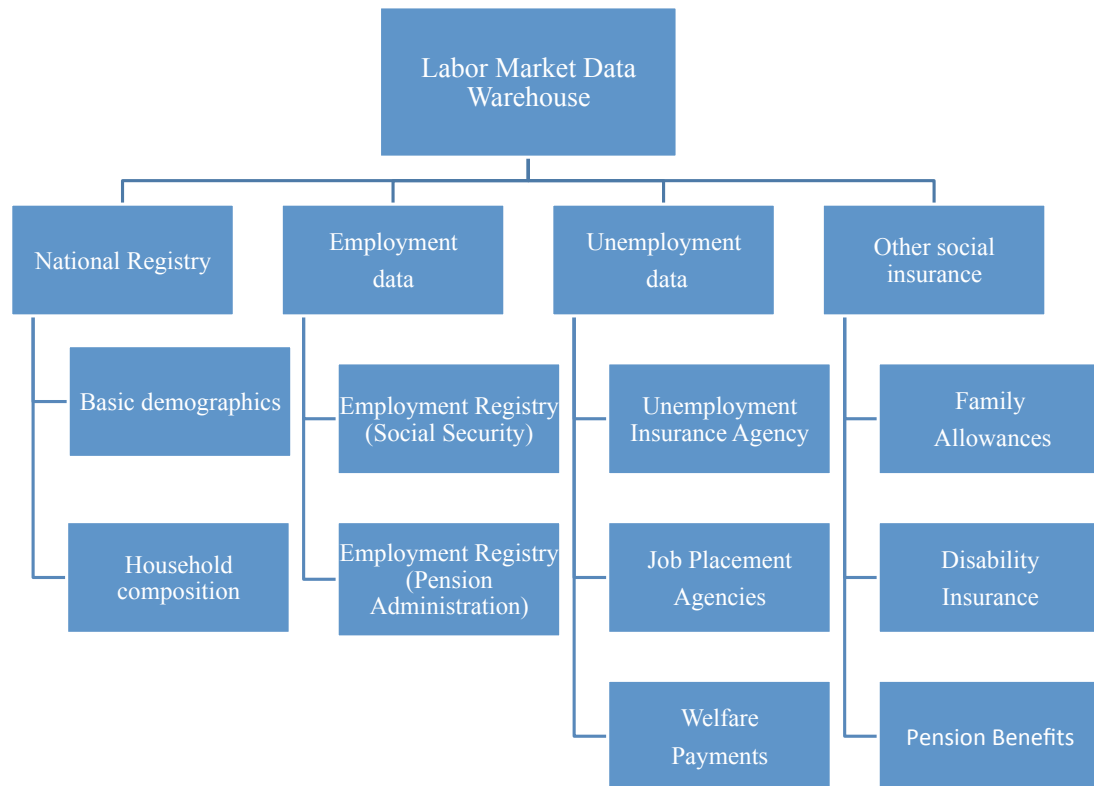 Labor Market Data
Warehouse
National Registry
Basic demographics
Household
composition
Employment
data
Employment Registry
(Social Security)
Employment Registry
(Pension
Administration)
Unemployment
data
Unemployment
Insurance Agency
Job Placement
Agencies
Welfare
Payments
Other social
insurance
Family
Allowances
Disability
Insurance
Pension Benefits